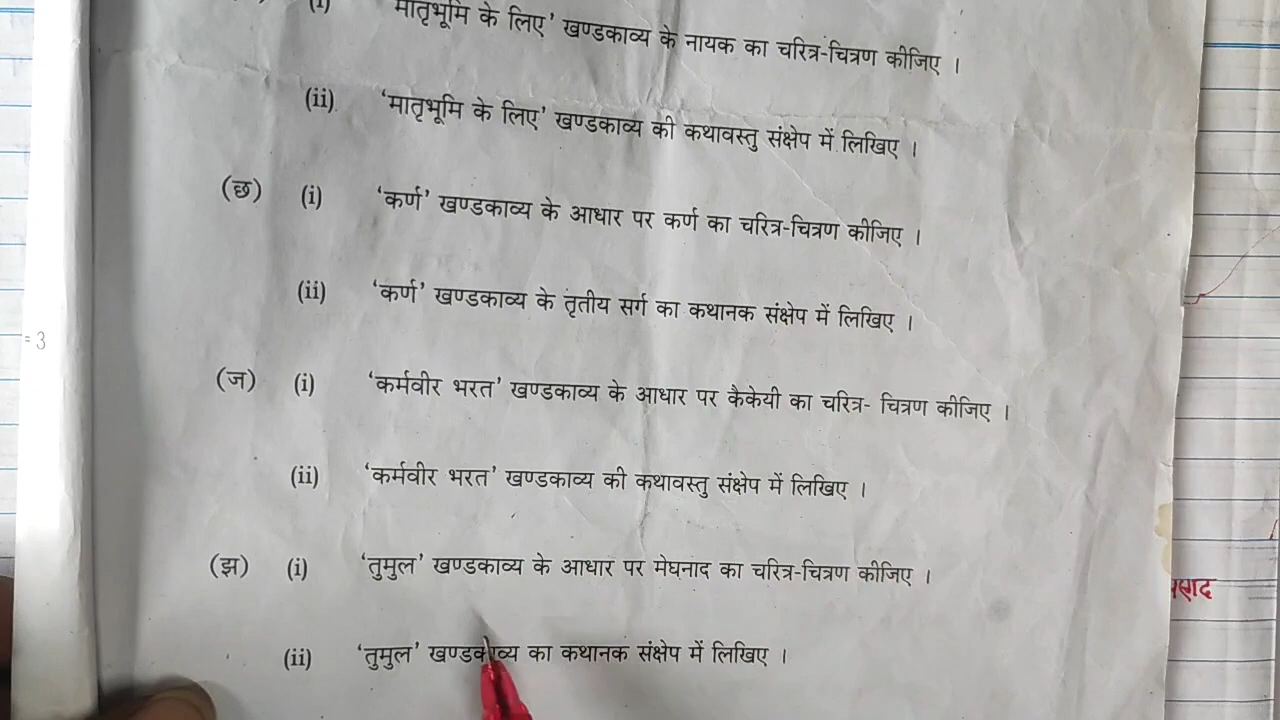 (i) 'मातृभूमि के लिए' खण्डकाव्य के नायक का चरित्र-चित्रण कीजिए ।
(ii) 'मातृभूमि के लिए' खण्डकाव्य की कथावस्तु संक्षेप में लिखिए ।
(छ) (i) 'कर्ण' खण्डकाव्य के आधार पर कर्ण का चरित्र-चित्रण कीजिए ।
(ii) 'कर्ण' खण्डकाव्य के तृतीय सर्ग का कथानक संक्षेप में लिखिए ।
= 3
(ज) (i) 'कर्मवीर भरत' खण्डकाव्य के आधार पर कैकेयी का चरित्र- चित्रण कीजिए ।
(ii) 'कर्मवीर भरत' खण्डकाव्य की कथावस्तु संक्षेप में लिखिए ।
(झ) (i) 'तुमुल' खण्डकाव्य के आधार पर मेघनाद का चरित्र-चित्रण कीजिए ।
(ii) 'तुमुल' खण्डकाव्य का कथानक संक्षेप में लिखिए ।